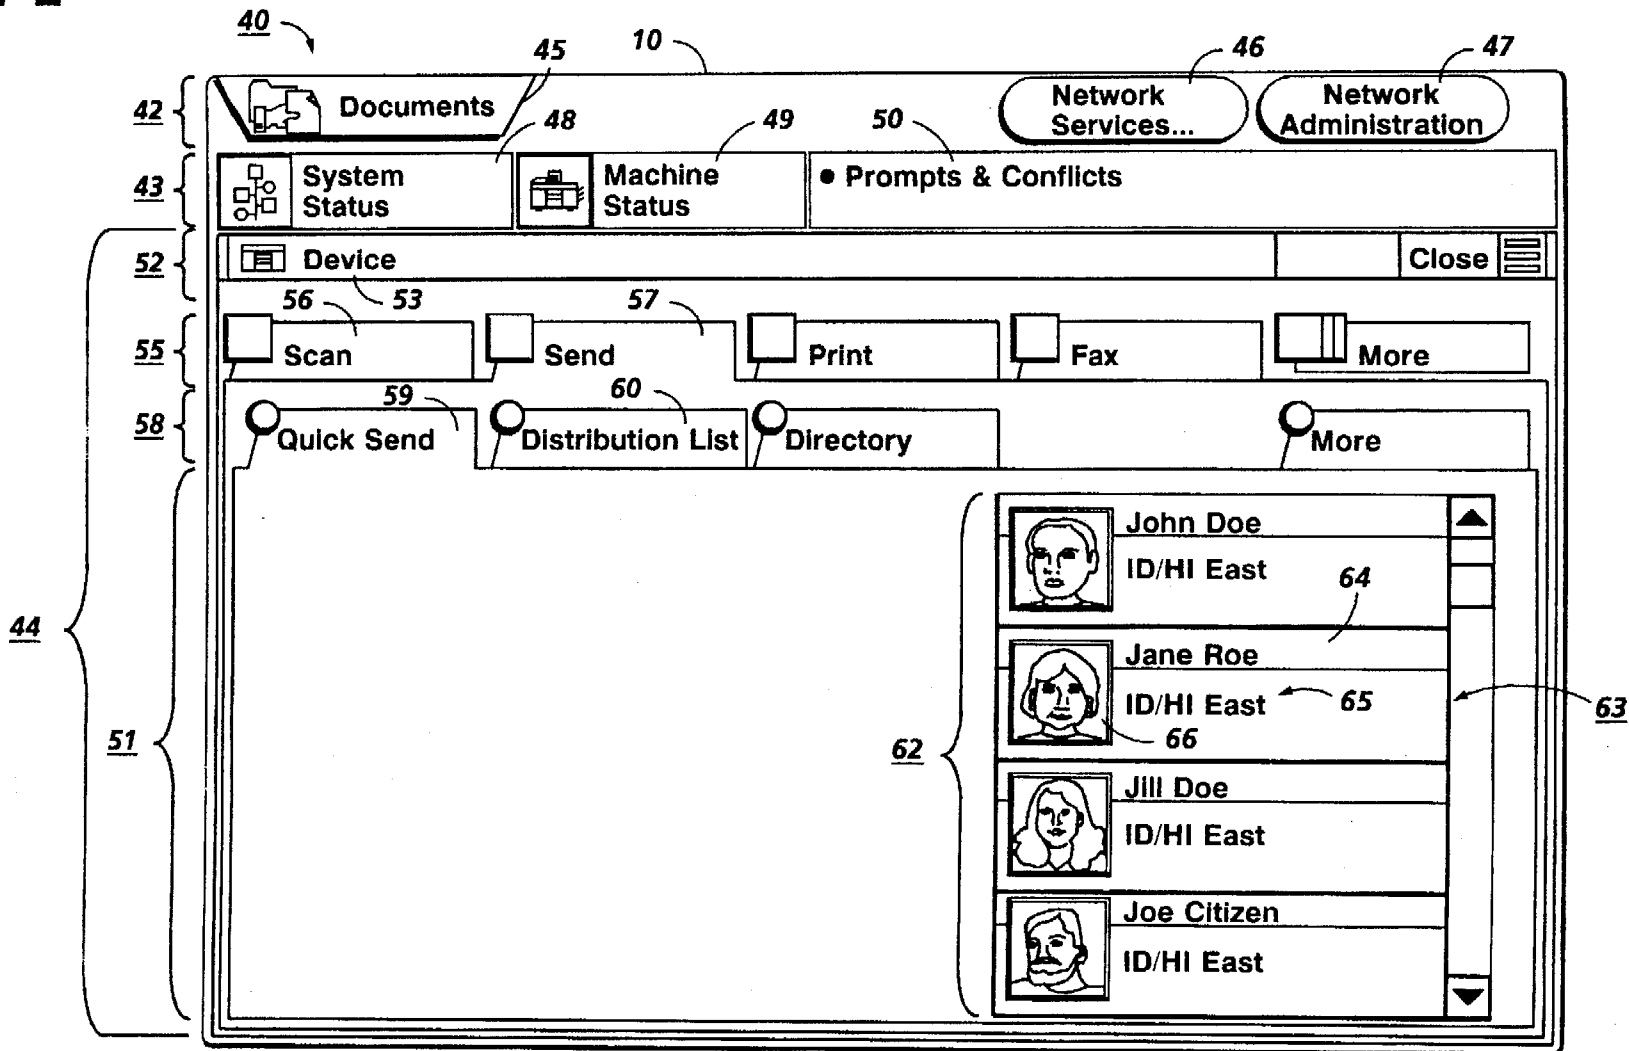 40
10
45
46
47
42
Documents
Network
Services...
Network
Administration
48
49
50
43
System
Status
Machine
Status
• Prompts & Conflicts
52
Device
Close
53
56
57
55
Scan
Send
Print
Fax
More
59
60
58
Quick Send
Distribution List
Directory
More
44
51
62
63
John Doe
ID/HI East
64
Jane Roe
ID/HI East
65
66
Jill Doe
ID/HI East
Joe Citizen
ID/HI East